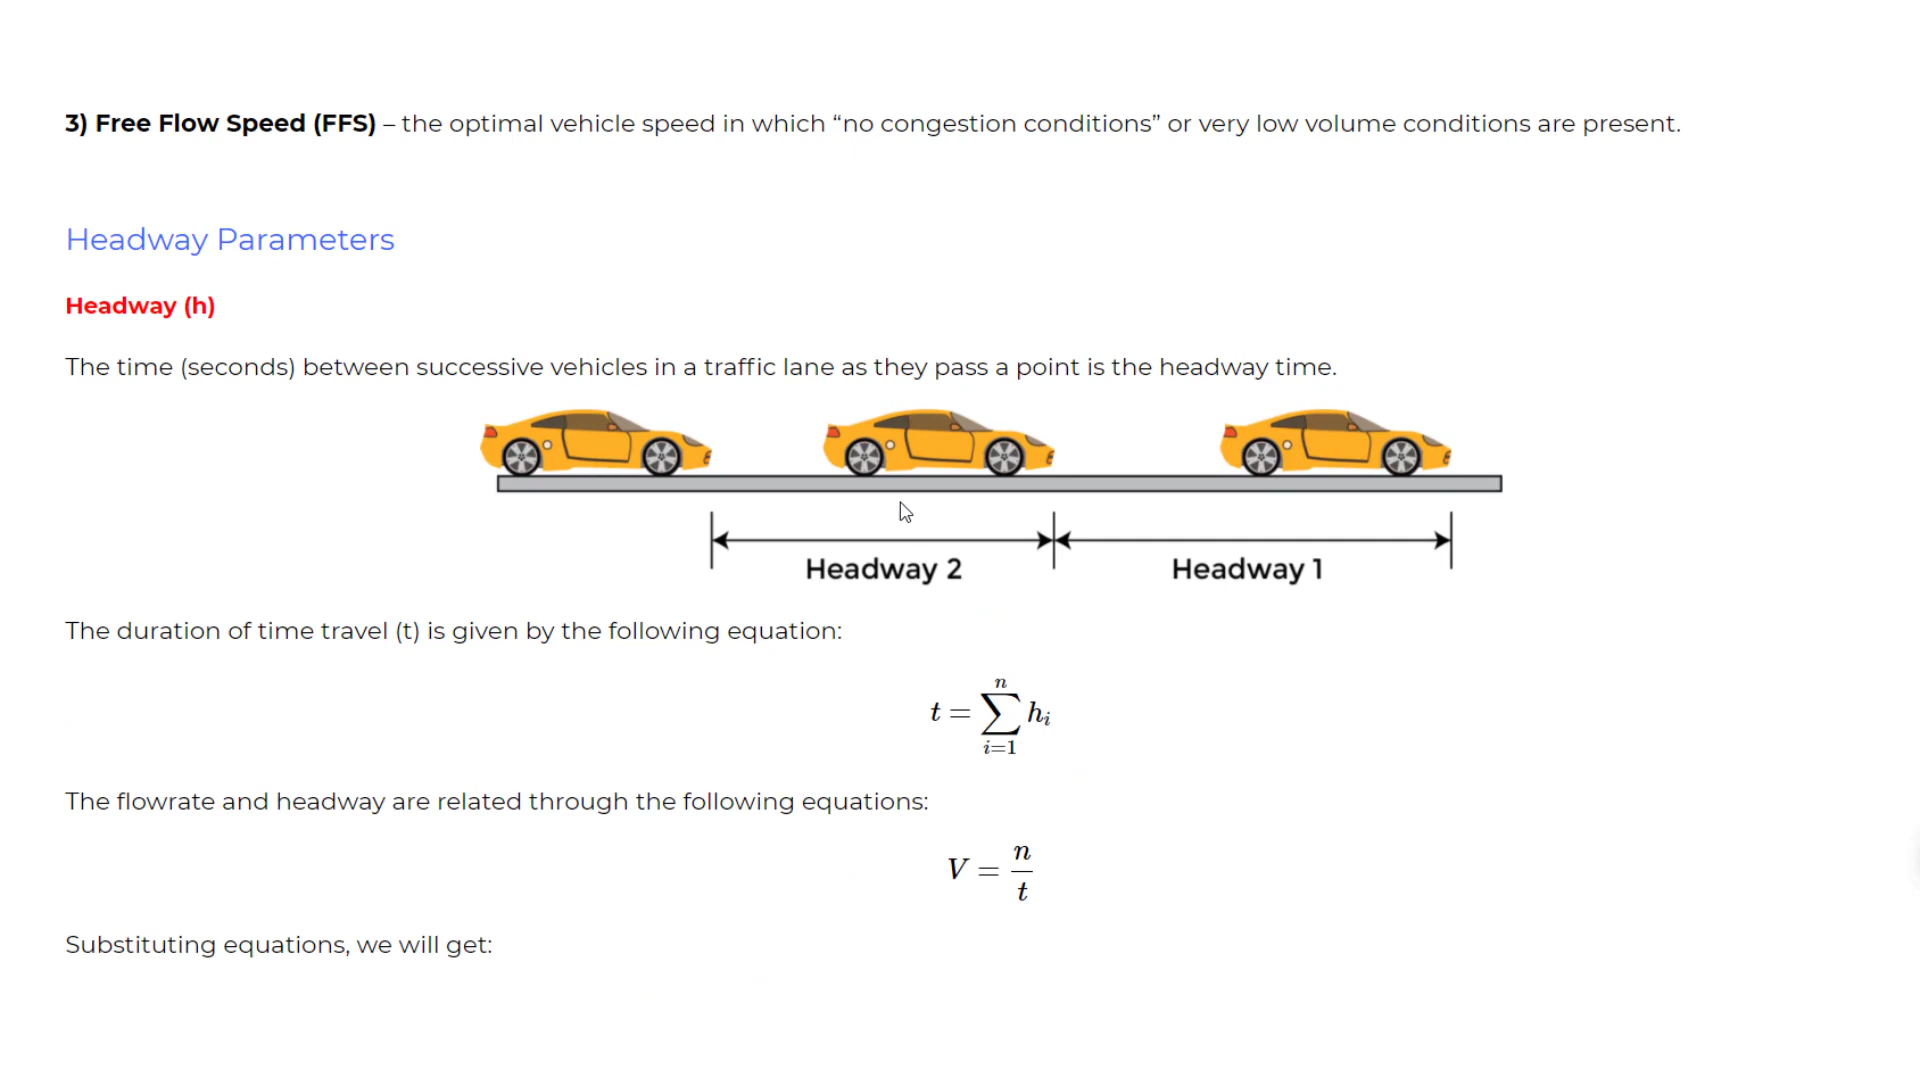 3) Free Flow Speed (FFS) – the optimal vehicle speed in which “no congestion conditions” or very low volume conditions are present.
Headway Parameters
Headway (h)
The time (seconds) between successive vehicles in a traffic lane as they pass a point is the headway time.
Headway 2
Headway 1
The duration of time travel (t) is given by the following equation:
t = \sum_{i=1}^{n} h_i
The flowrate and headway are related through the following equations:
V = \frac{n}{t}
Substituting equations, we will get: